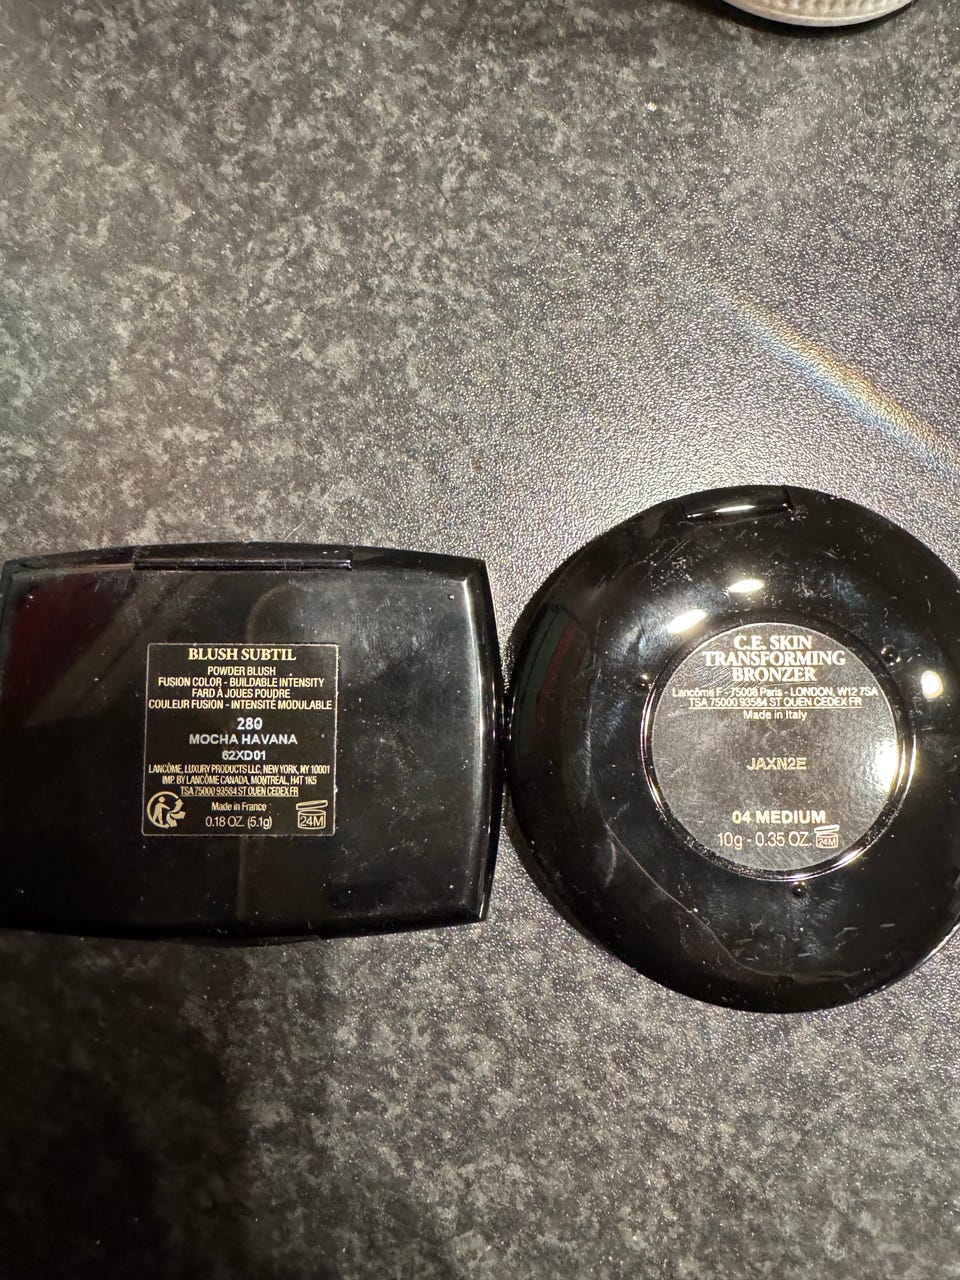 BLUSH SUBTIL
POWDER BLUSH
FUSION COLOR - BUILDABLE INTENSITY
FARD À JOUES POUDRE
COULEUR FUSION - INTENSITÉ MODULABLE
280
MOCHA HAVANA
62XD01
LANCÔME, LUXURY PRODUCTS LLC, NEW YORK, NY 10001
IMP. BY LANCÔME CANADA, MONTREAL, H4T 1K5
TSA 75000 93584 ST OUEN CEDEX FR
Made in France
0.18 OZ. (5.1g)
24M
C.E. SKIN
TRANSFORMING
BRONZER
Lancôme F - 75008 Paris - LONDON, W12 7SA
TSA 75000 93584 ST OUEN CEDEX FR
Made in Italy
JAXN2E
04 MEDIUM
10g - 0.35 OZ. 24M